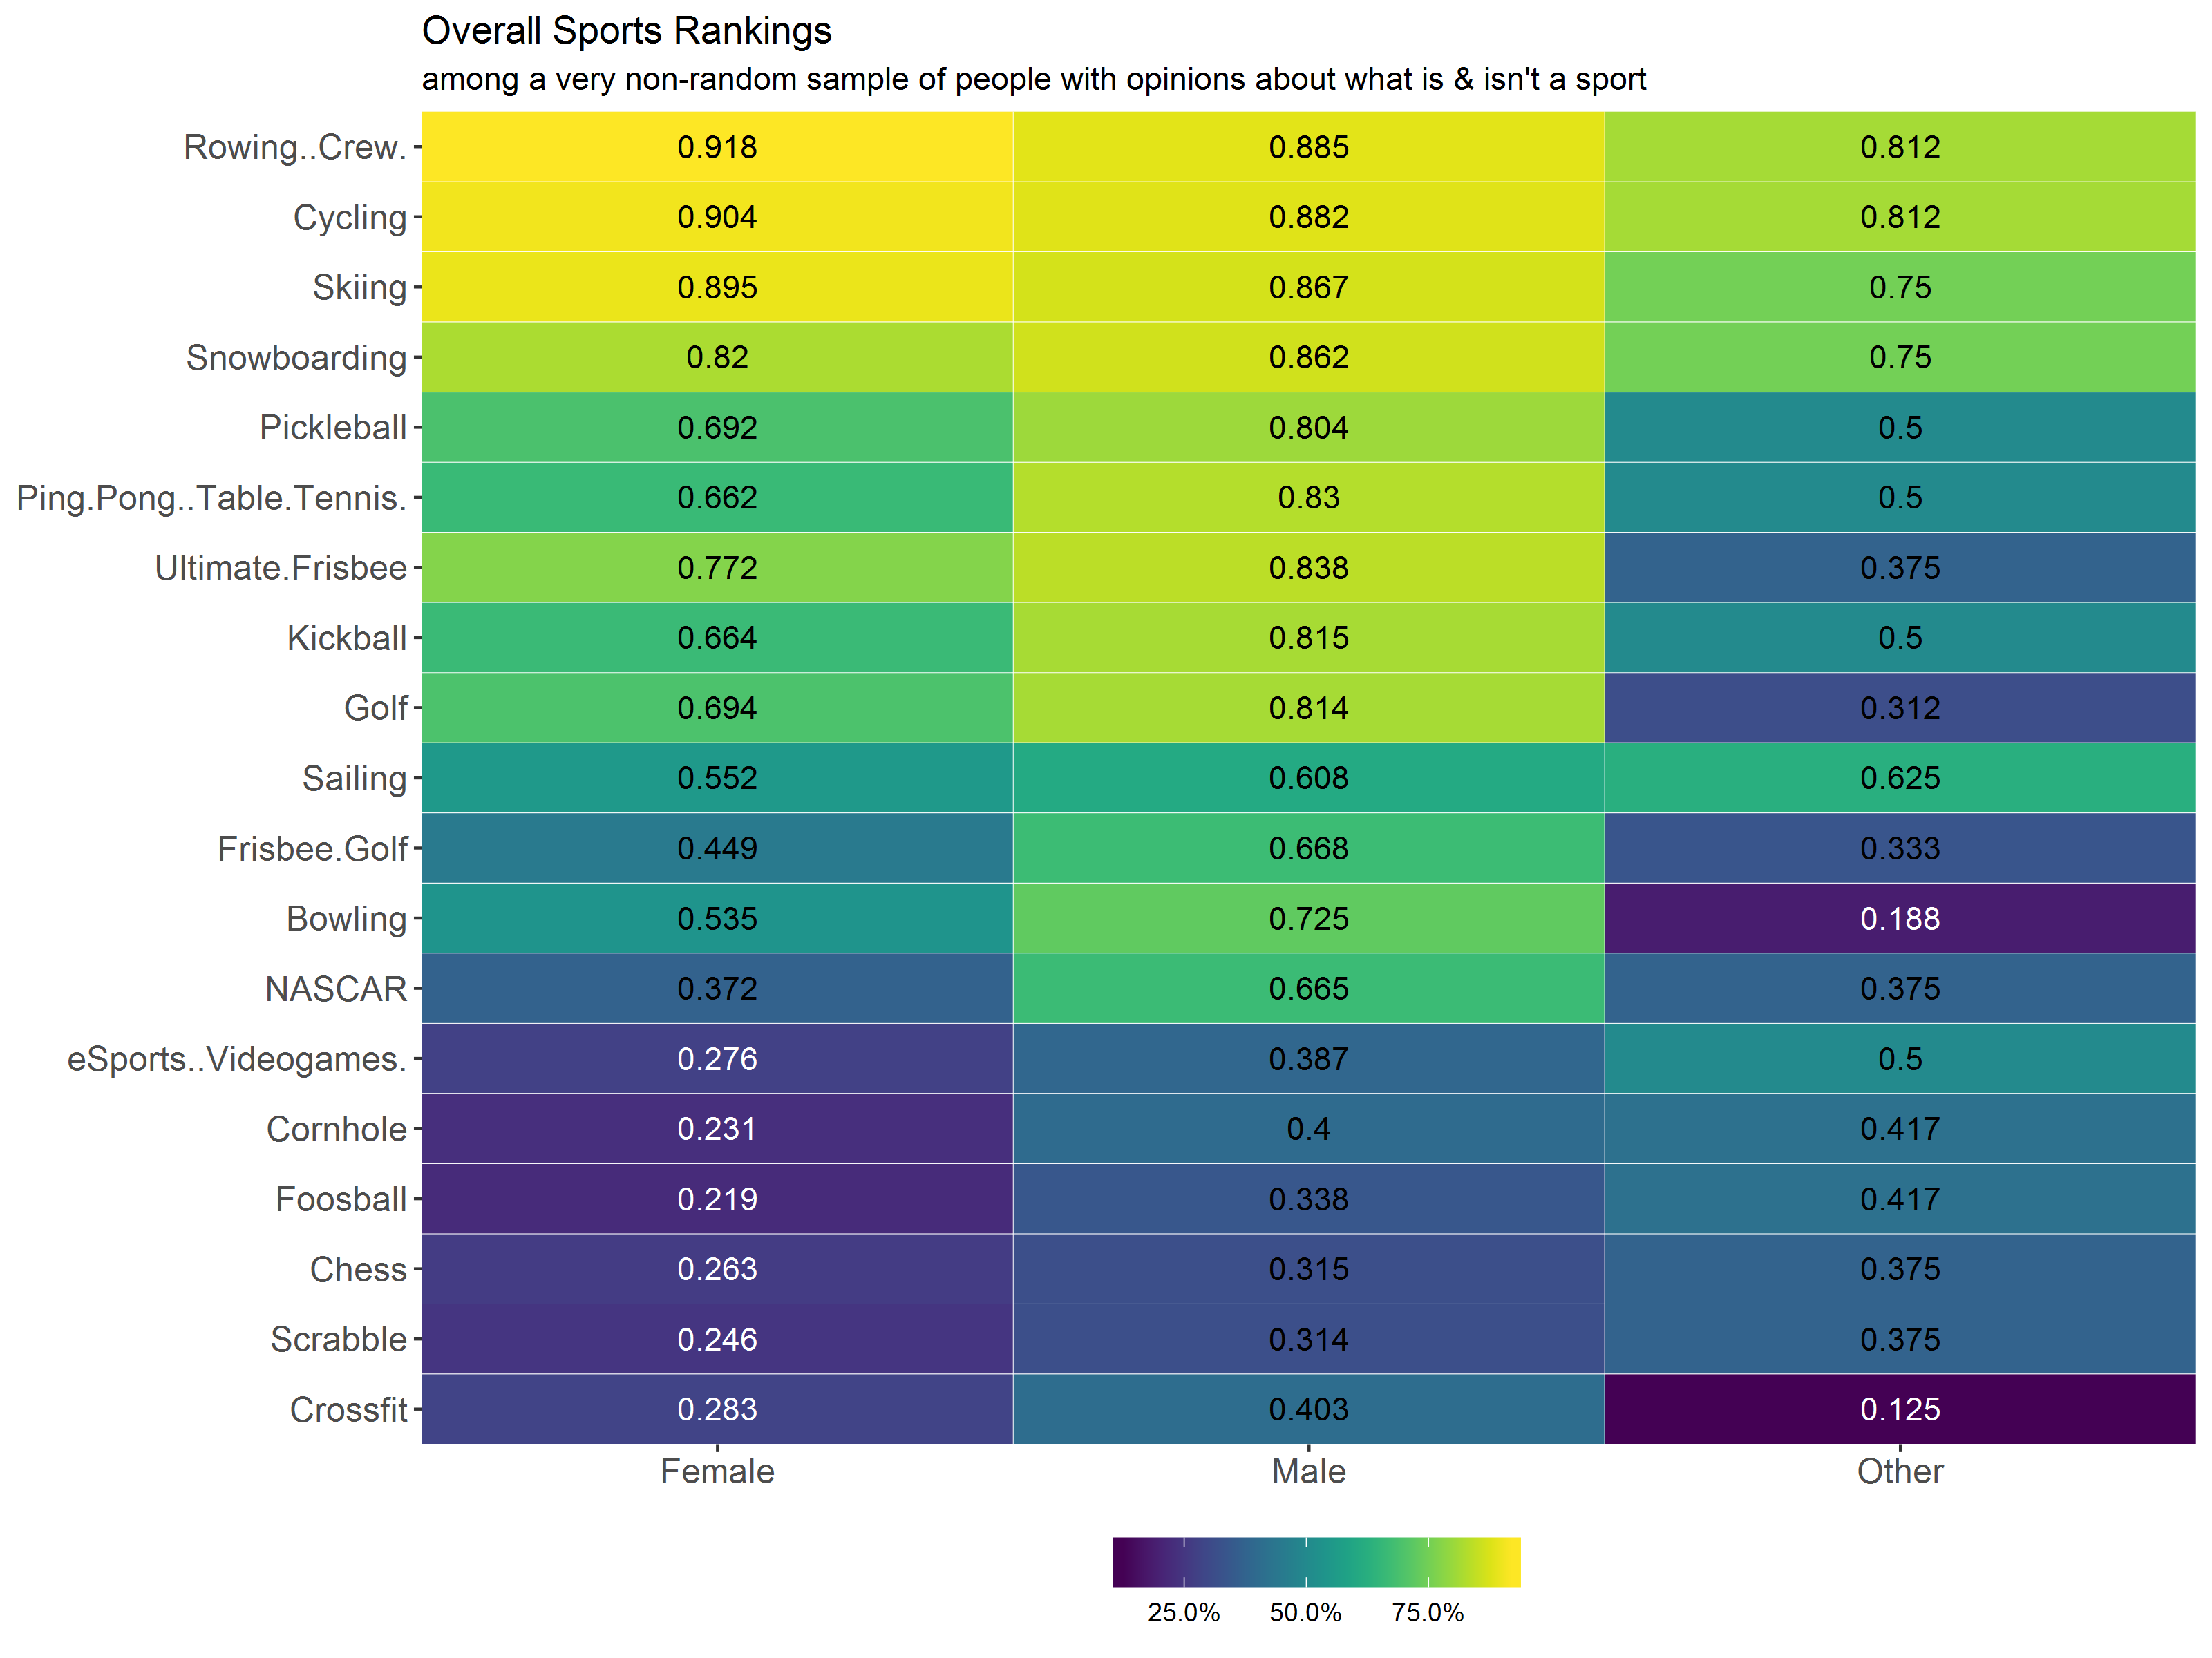 Overall Sports Rankings
among a very non-random sample of people with opinions about what is & isn't a sport
Rowing..Crew. 0.918 0.885 0.812
Cycling 0.904 0.882 0.812
Skiing 0.895 0.867 0.75
Snowboarding 0.82 0.862 0.75
Pickleball 0.692 0.804 0.5
Ping.Pong..Table.Tennis. 0.662 0.83 0.5
Ultimate.Frisbee 0.772 0.838 0.375
Kickball 0.664 0.815 0.5
Golf 0.694 0.814 0.312
Sailing 0.552 0.608 0.625
Frisbee.Golf 0.449 0.668 0.333
Bowling 0.535 0.725 0.188
NASCAR 0.372 0.665 0.375
eSports..Videogames. 0.276 0.387 0.5
Cornhole 0.231 0.4 0.417
Foosball 0.219 0.338 0.417
Chess 0.263 0.315 0.375
Scrabble 0.246 0.314 0.375
Crossfit 0.283 0.403 0.125
Female Male Other
25.0% 50.0% 75.0%